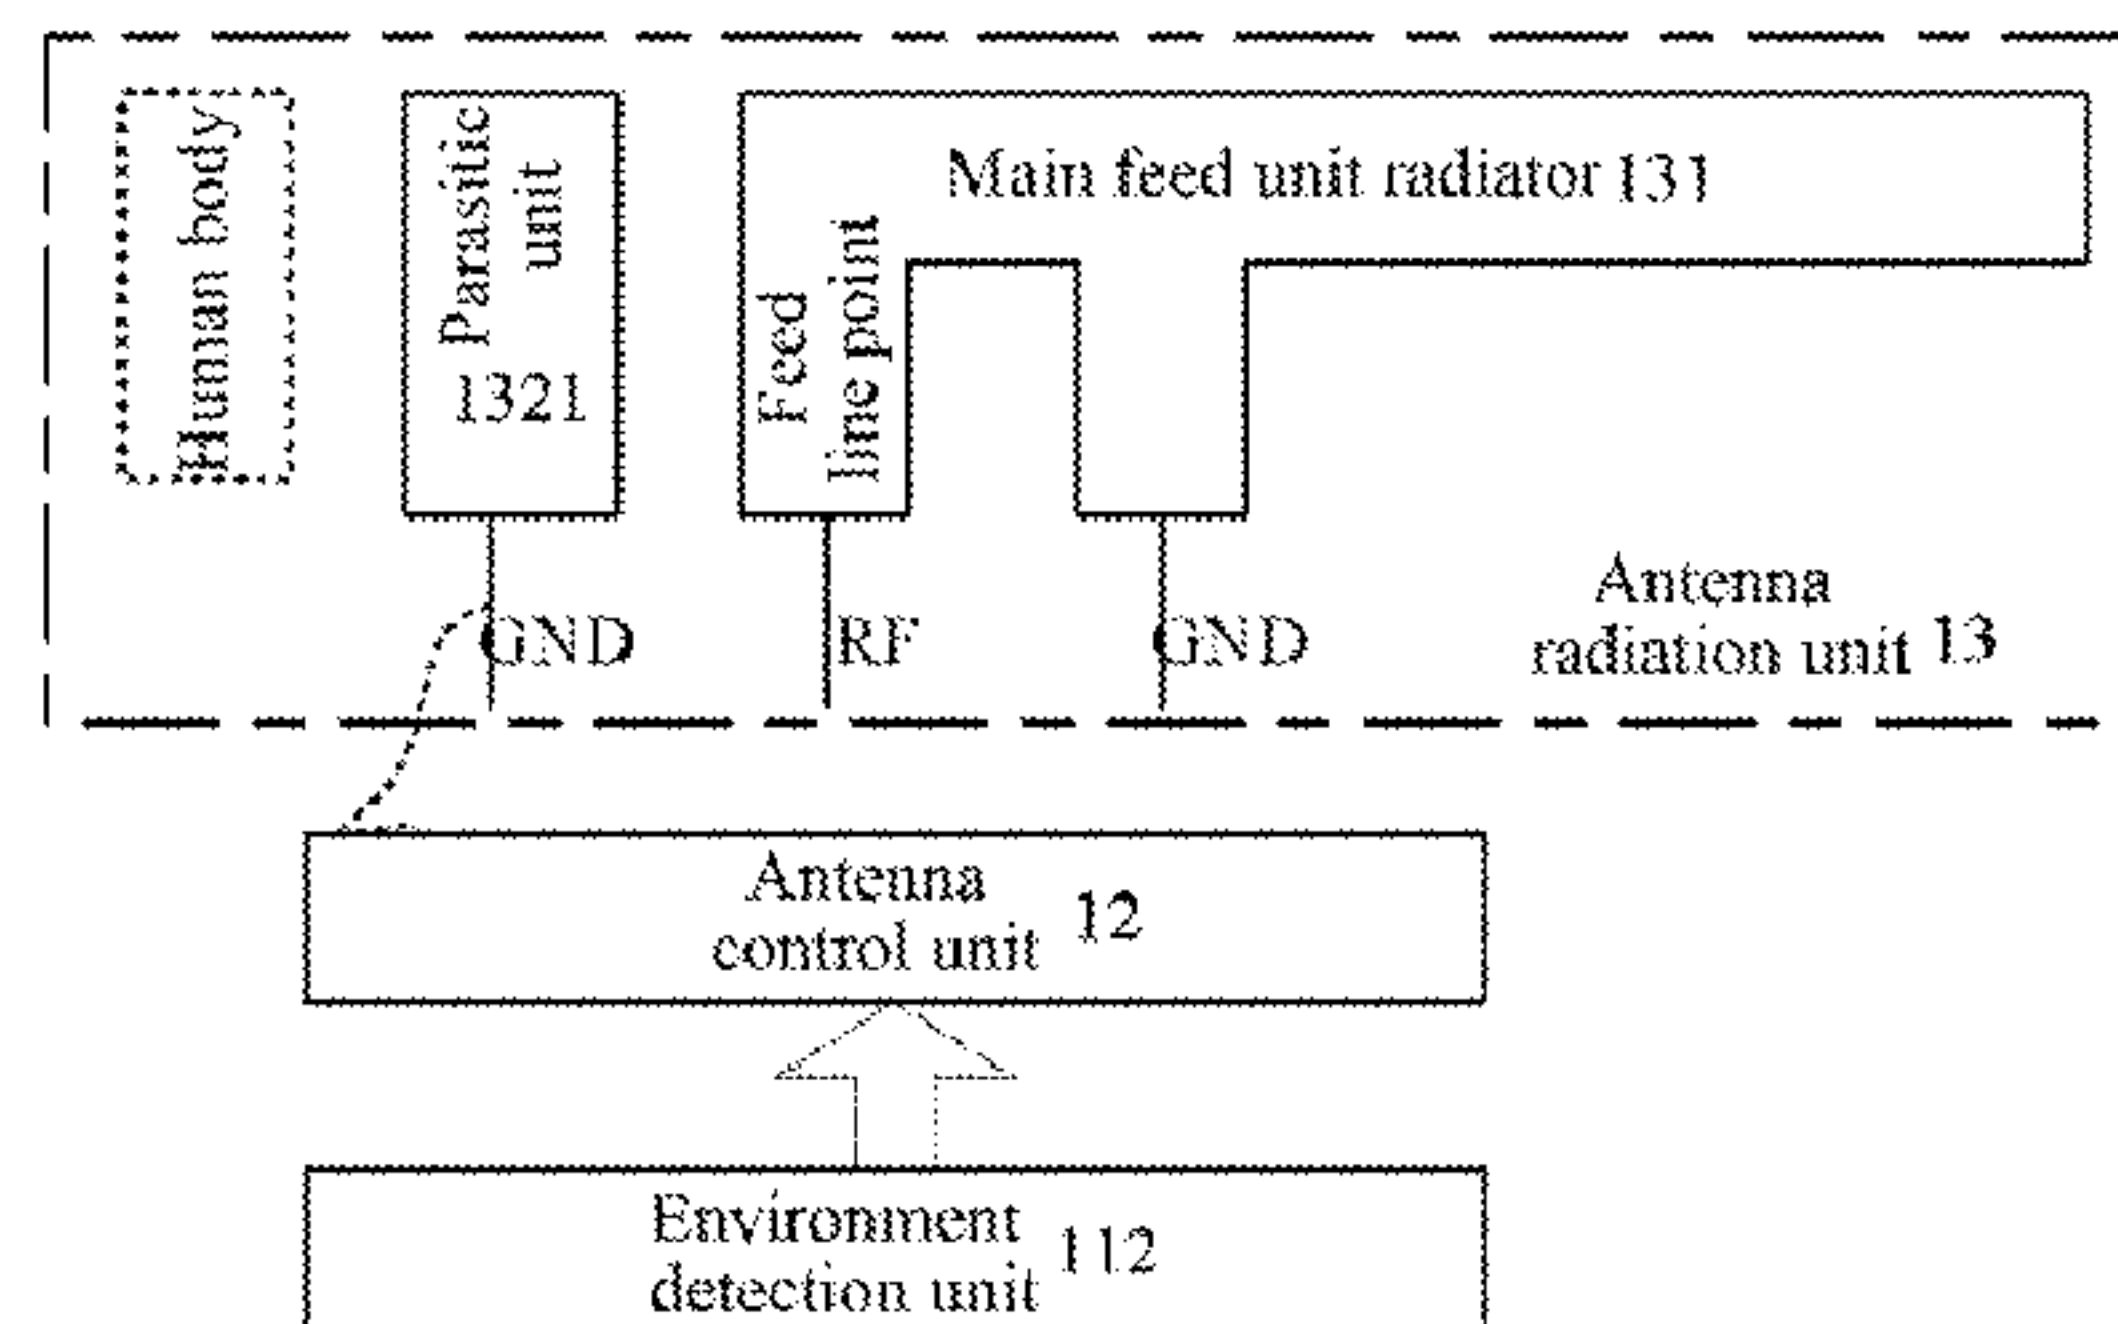 Human body
Parasitic
unit
1321
Main feed unit radiator 131
Feed
line point
GND
RF
GND
Antenna
radiation unit 13
Antenna
control unit 12
Environment
detection unit 112